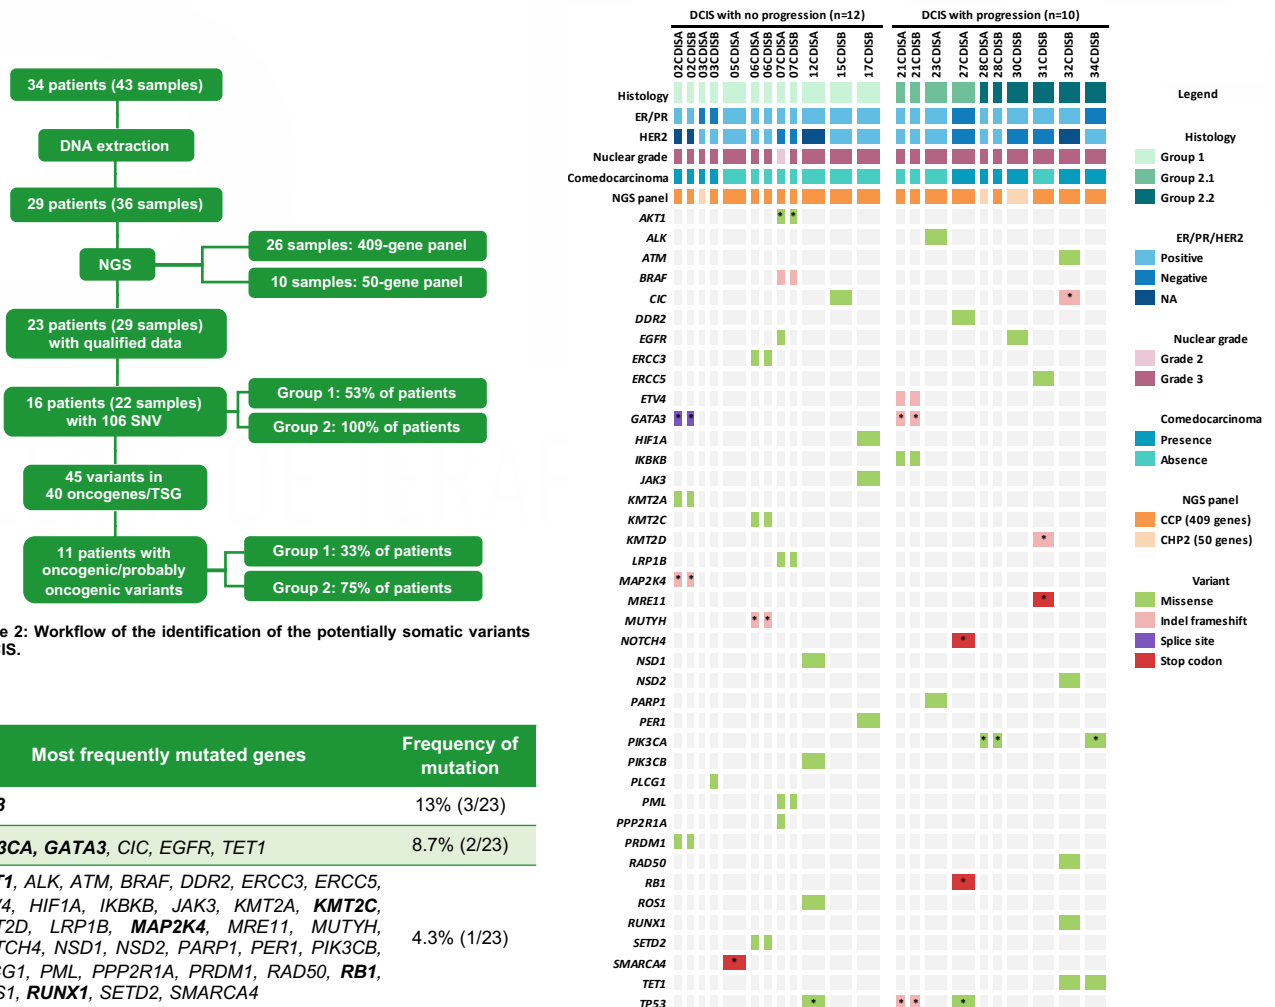 34 patients (43 samples)
DNA extraction
29 patients (36 samples)
NGS
26 samples: 409-gene panel
10 samples: 50-gene panel
23 patients (29 samples)
with qualified data
16 patients (22 samples)
with 106 SNV
Group 1: 53% of patients
Group 2: 100% of patients
45 variants in
40 oncogenes/TSG
11 patients with
oncogenic/probably
oncogenic variants
Group 1: 33% of patients
Group 2: 75% of patients
e 2: Workflow of the identification of the potentially somatic variants
CIS.
Most frequently mutated genes
Frequency of
mutation
13% (3/23)
3CA, GATA3, CIC, EGFR, TET1
8.7% (2/23)
T1, ALK, ATM, BRAF, DDR2, ERCC3, ERCC5,
V4, HIF1A, IKBKB, JAK3, KMT2A, KMT2C,
T2D, LRP1B, MAP2K4, MRE11, MUTYH,
TCH4, NSD1, NSD2, PARP1, PER1, PIK3CB,
CG1, PML, PPP2R1A, PRDM1, RAD50, RB1,
S1, RUNX1, SETD2, SMARCA4
4.3% (1/23)
DCIS with no progression (n=12)
DCIS with progression (n=10)
02CDISA
02CDISB
03CDISA
03CDISB
05CDISA
06CDISA
06CDISB
07CDISA
07CDISB
12CDISA
15CDISB
17CDISB
21CDISA
21CDISB
23CDISA
27CDISA
28CDISA
28CDISB
30CDISB
31CDISB
32CDISB
34CDISB
Histology
ER/PR
HER2
Nuclear grade
Comedocarcinoma
NGS panel
AKT1 * *
ALK
ATM
BRAF
CIC *
DDR2
EGFR
ERCC3
ERCC5
ETV4
GATA3 * * * *
HIF1A
IKBKB
JAK3
KMT2A
KMT2C
KMT2D *
LRP1B
MAP2K4 * *
MRE11 *
MUTYH * *
NOTCH4 *
NSD1
NSD2
PARP1
PER1
PIK3CA * * *
PIK3CB
PLCG1
PML
PPP2R1A
PRDM1
RAD50
RB1 *
ROS1
RUNX1
SETD2
SMARCA4 *
TET1
TP53 * * * *
Legend
Histology
Group 1
Group 2.1
Group 2.2
ER/PR/HER2
Positive
Negative
NA
Nuclear grade
Grade 2
Grade 3
Comedocarcinoma
Presence
Absence
NGS panel
CCP (409 genes)
CHP2 (50 genes)
Variant
Missense
Indel frameshift
Splice site
Stop codon